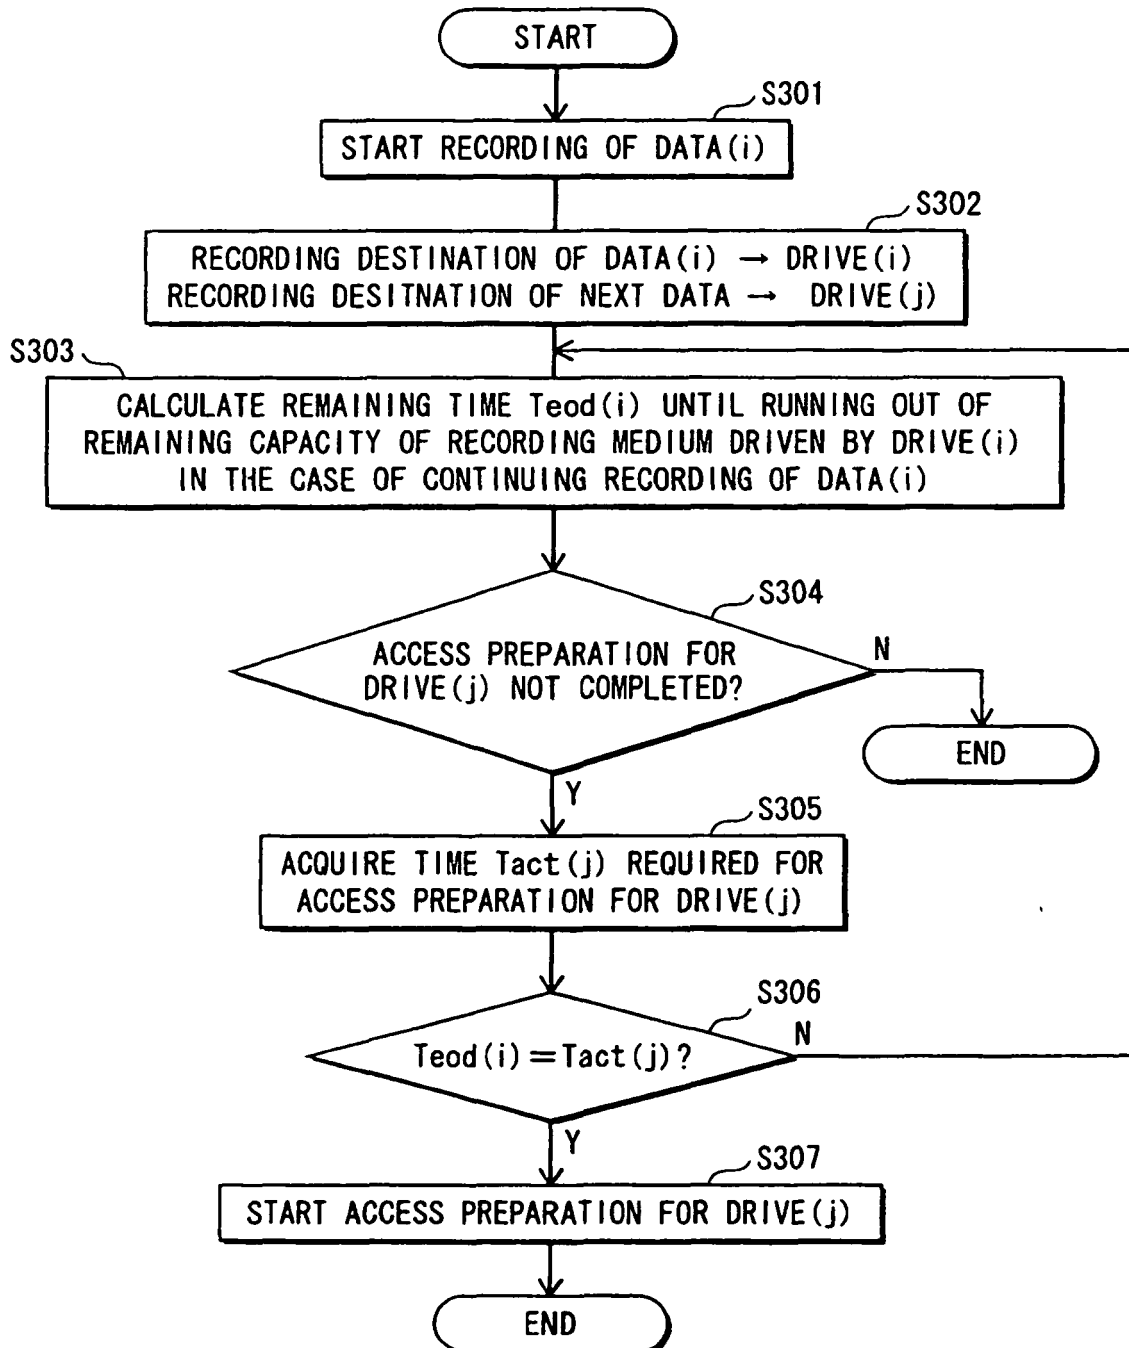 START
S301
START RECORDING OF DATA(i)
S302
RECORDING DESTINATION OF DATA(i) → DRIVE(i)
RECORDING DESITNATION OF NEXT DATA → DRIVE(j)
S303
CALCULATE REMAINING TIME Teod(i) UNTIL RUNNING OUT OF
REMAINING CAPACITY OF RECORDING MEDIUM DRIVEN BY DRIVE(i)
IN THE CASE OF CONTINUING RECORDING OF DATA(i)
S304
ACCESS PREPARATION FOR
DRIVE(j) NOT COMPLETED?
N
END
Y
S305
ACQUIRE TIME Tact(j) REQUIRED FOR
ACCESS PREPARATION FOR DRIVE(j)
S306
Teod(i)=Tact(j)?
N
Y
S307
START ACCESS PREPARATION FOR DRIVE(j)
END